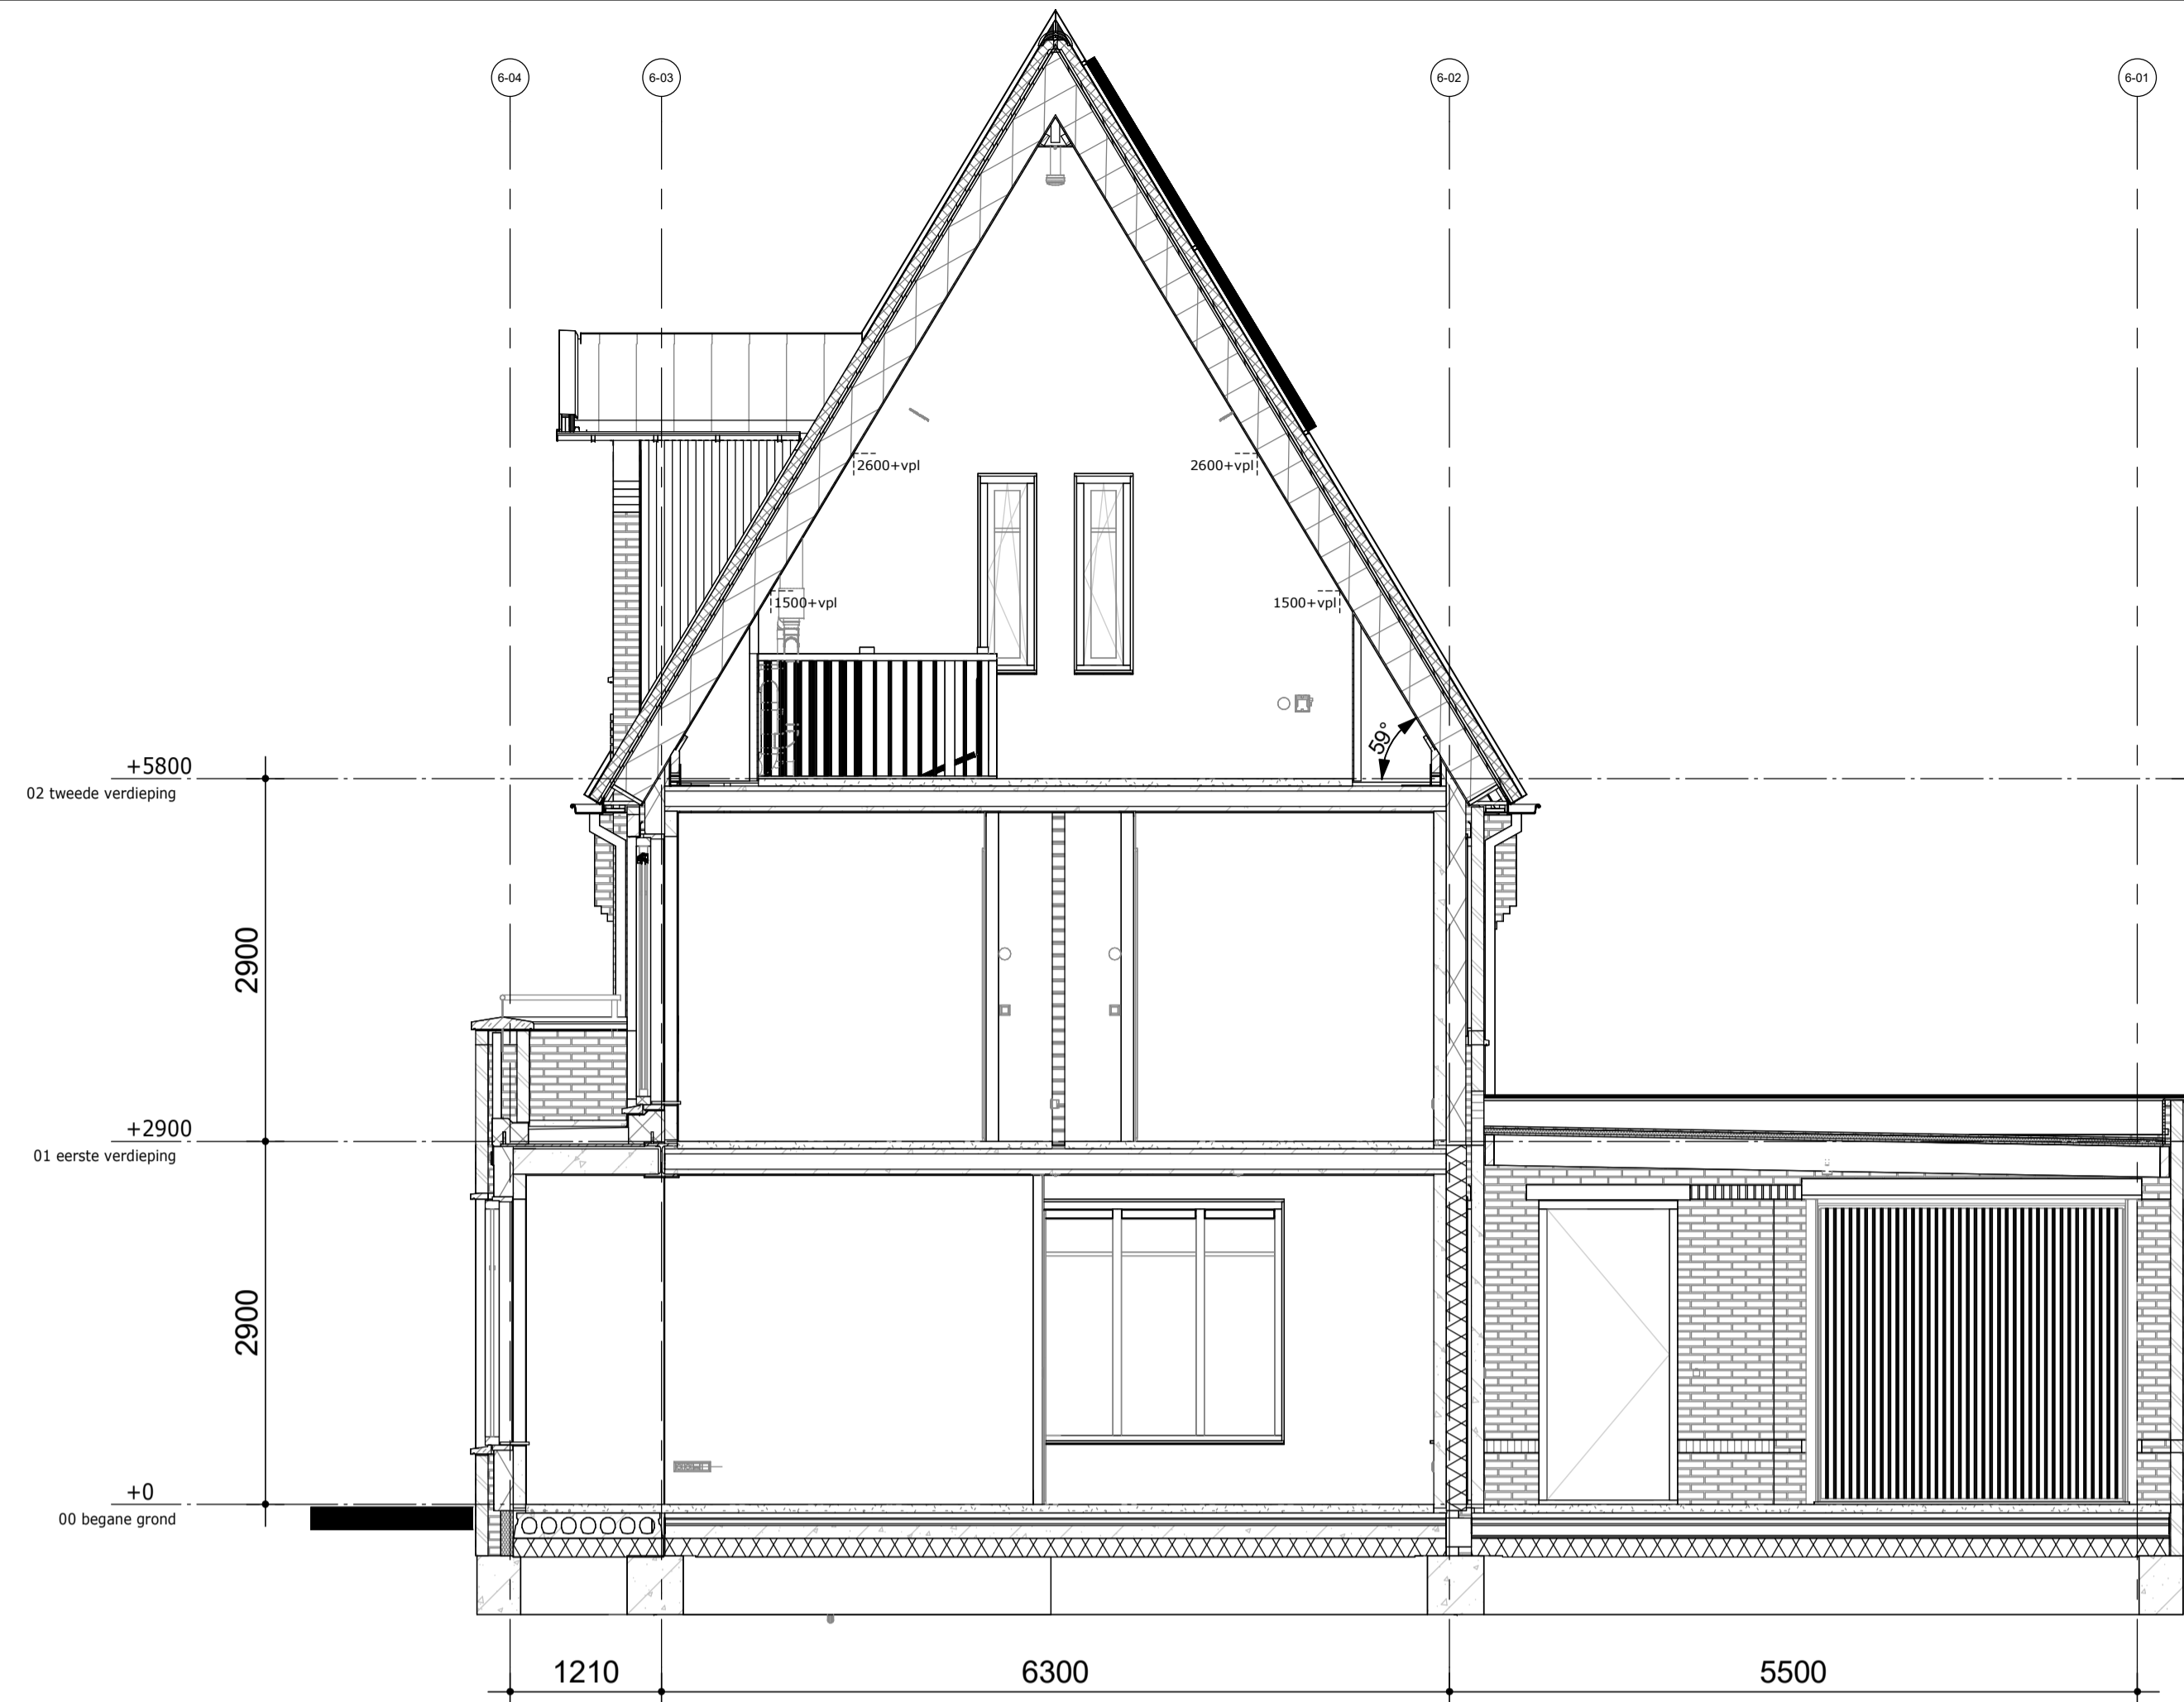 6-04
6-03
6-02
6-01
2600+vpl
2600+vpl
1500+vpl
1500+vpl
59°
+5800
02 tweede verdieping
2900
+2900
01 eerste verdieping
2900
+0
00 begane grond
1210
6300
5500